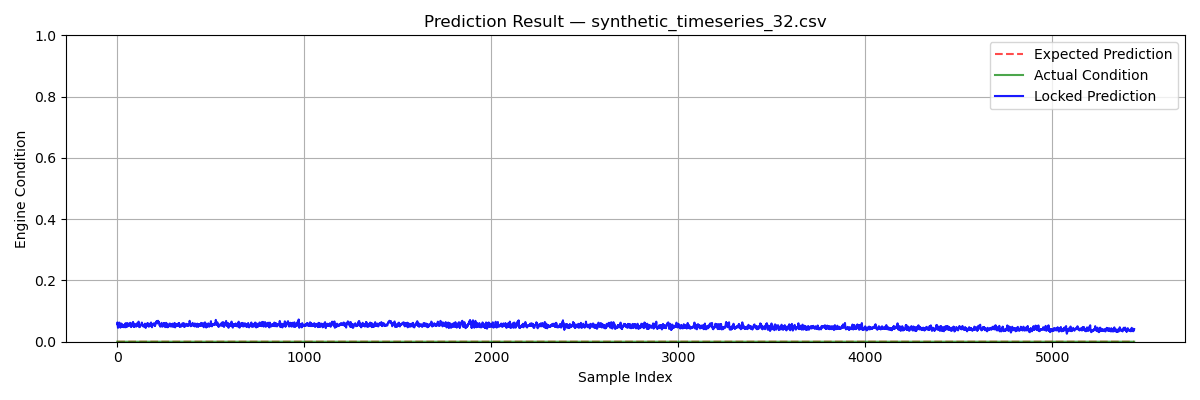 Prediction Result — synthetic_timeseries_32.csv
Engine Condition
1.0
0.8
0.6
0.4
0.2
0.0
Expected Prediction
Actual Condition
Locked Prediction
0 1000 2000 3000 4000 5000
Sample Index